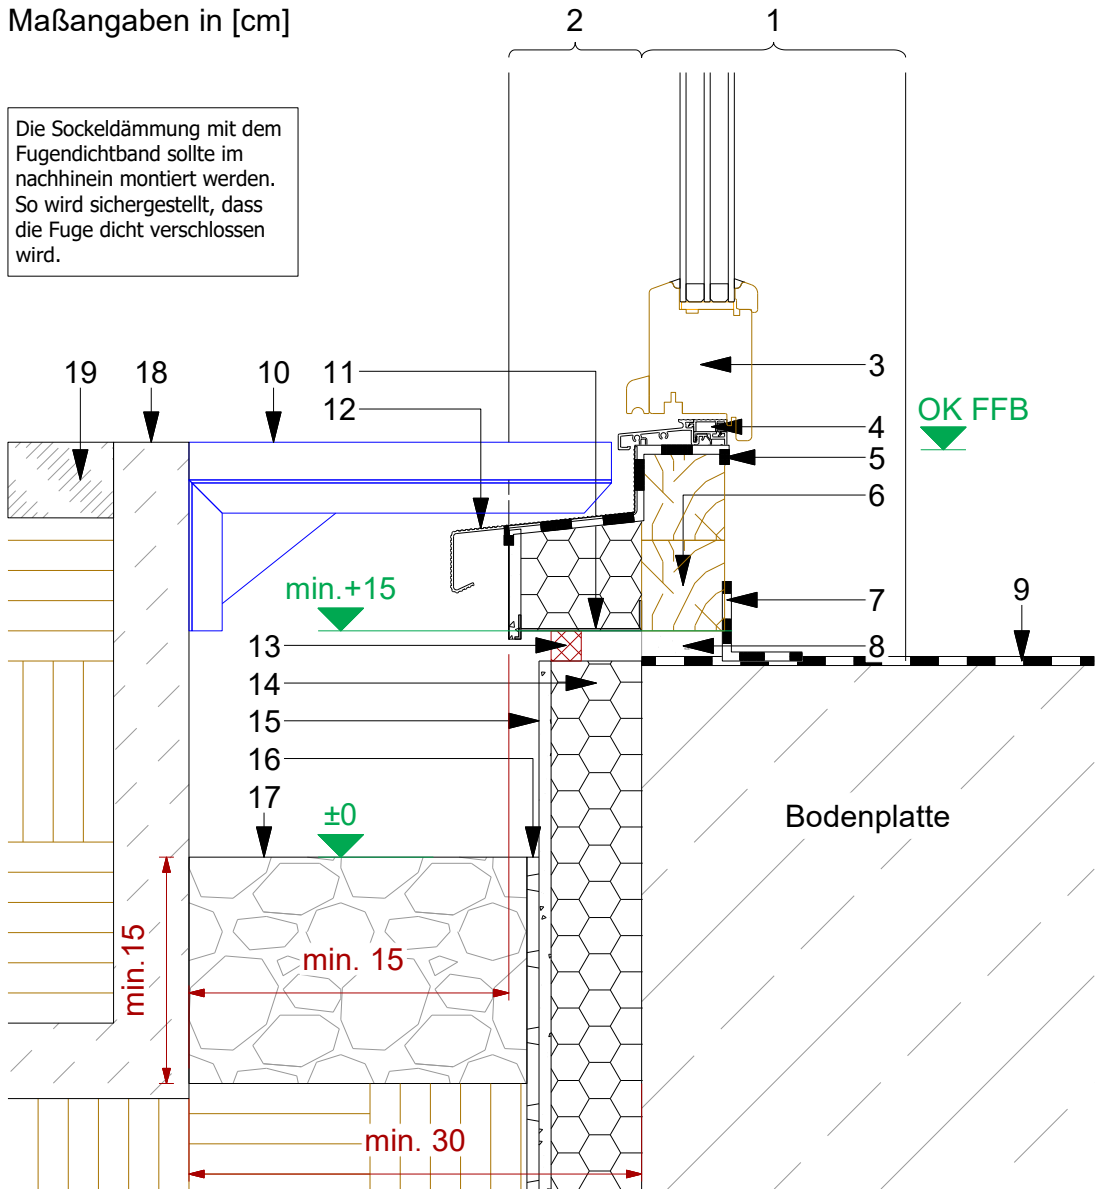 Maßangaben in [cm]
2
1
Die Sockeldämmung mit dem
Fugendichtband sollte im
nachhinein montiert werden.
So wird sichergestellt, dass
die Fuge dicht verschlossen
wird.
3
19
18
10
11
12
OK FFB
4
5
6
min.+15
7
9
13
8
14
15
16
17
±0
Bodenplatte
min.15
min. 15
min. 30